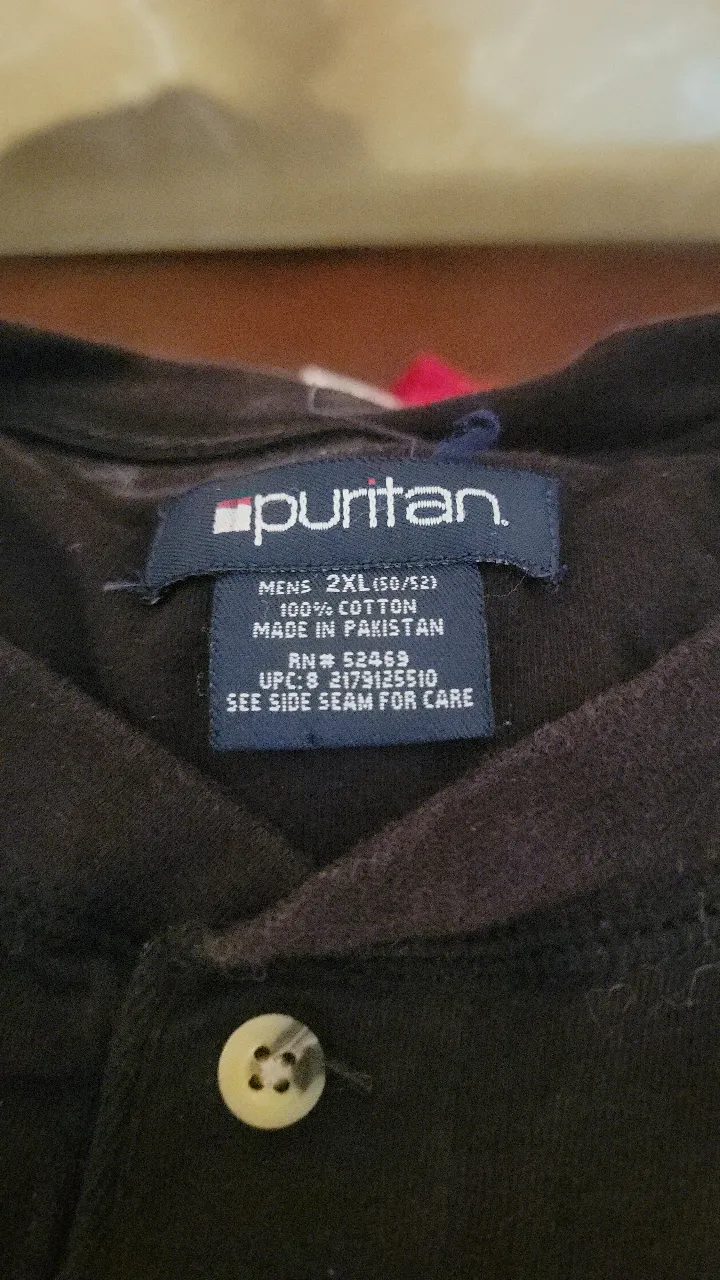 puritan.
MENS 2XL (50/52)
100% COTTON
MADE IN PAKISTAN
RN# 52469
UPC:8 2179125510
SEE SIDE SEAM FOR CARE